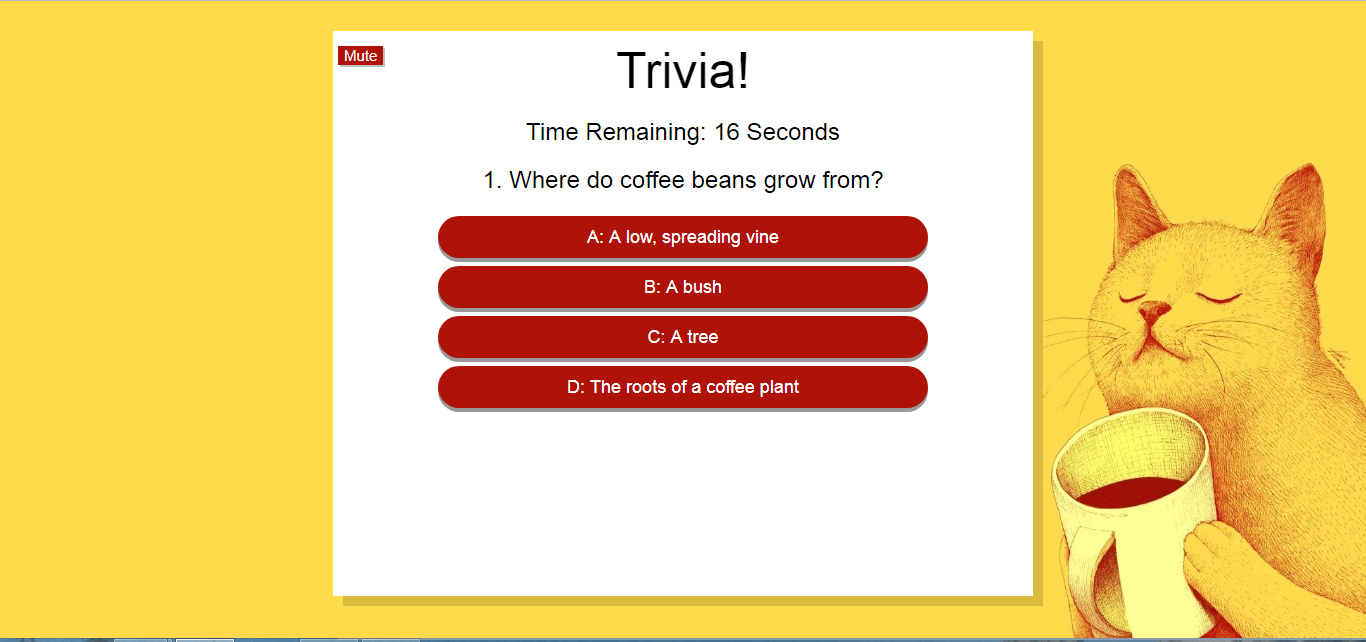 Mute
Trivia!
Time Remaining: 16 Seconds
1. Where do coffee beans grow from?
A: A low, spreading vine
B: A bush
C: A tree
D: The roots of a coffee plant